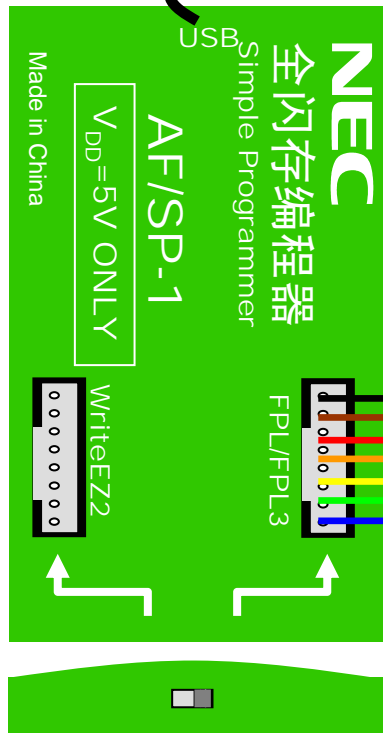 USB
NEC
全闪存编程器
Simple Programmer
AF/SP-1
VDD=5V ONLY
Made in China
WriteEZ2
FPL/FPL3